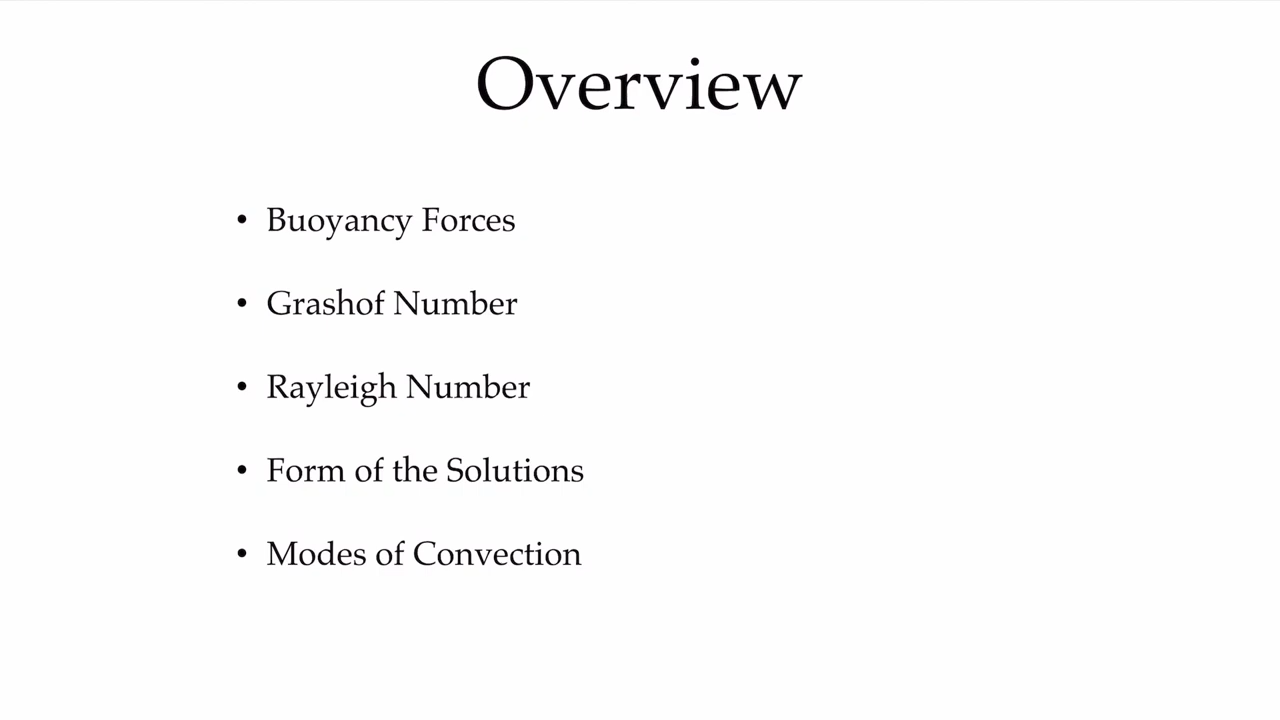 Overview
• Buoyancy Forces
• Grashof Number
• Rayleigh Number
• Form of the Solutions
• Modes of Convection